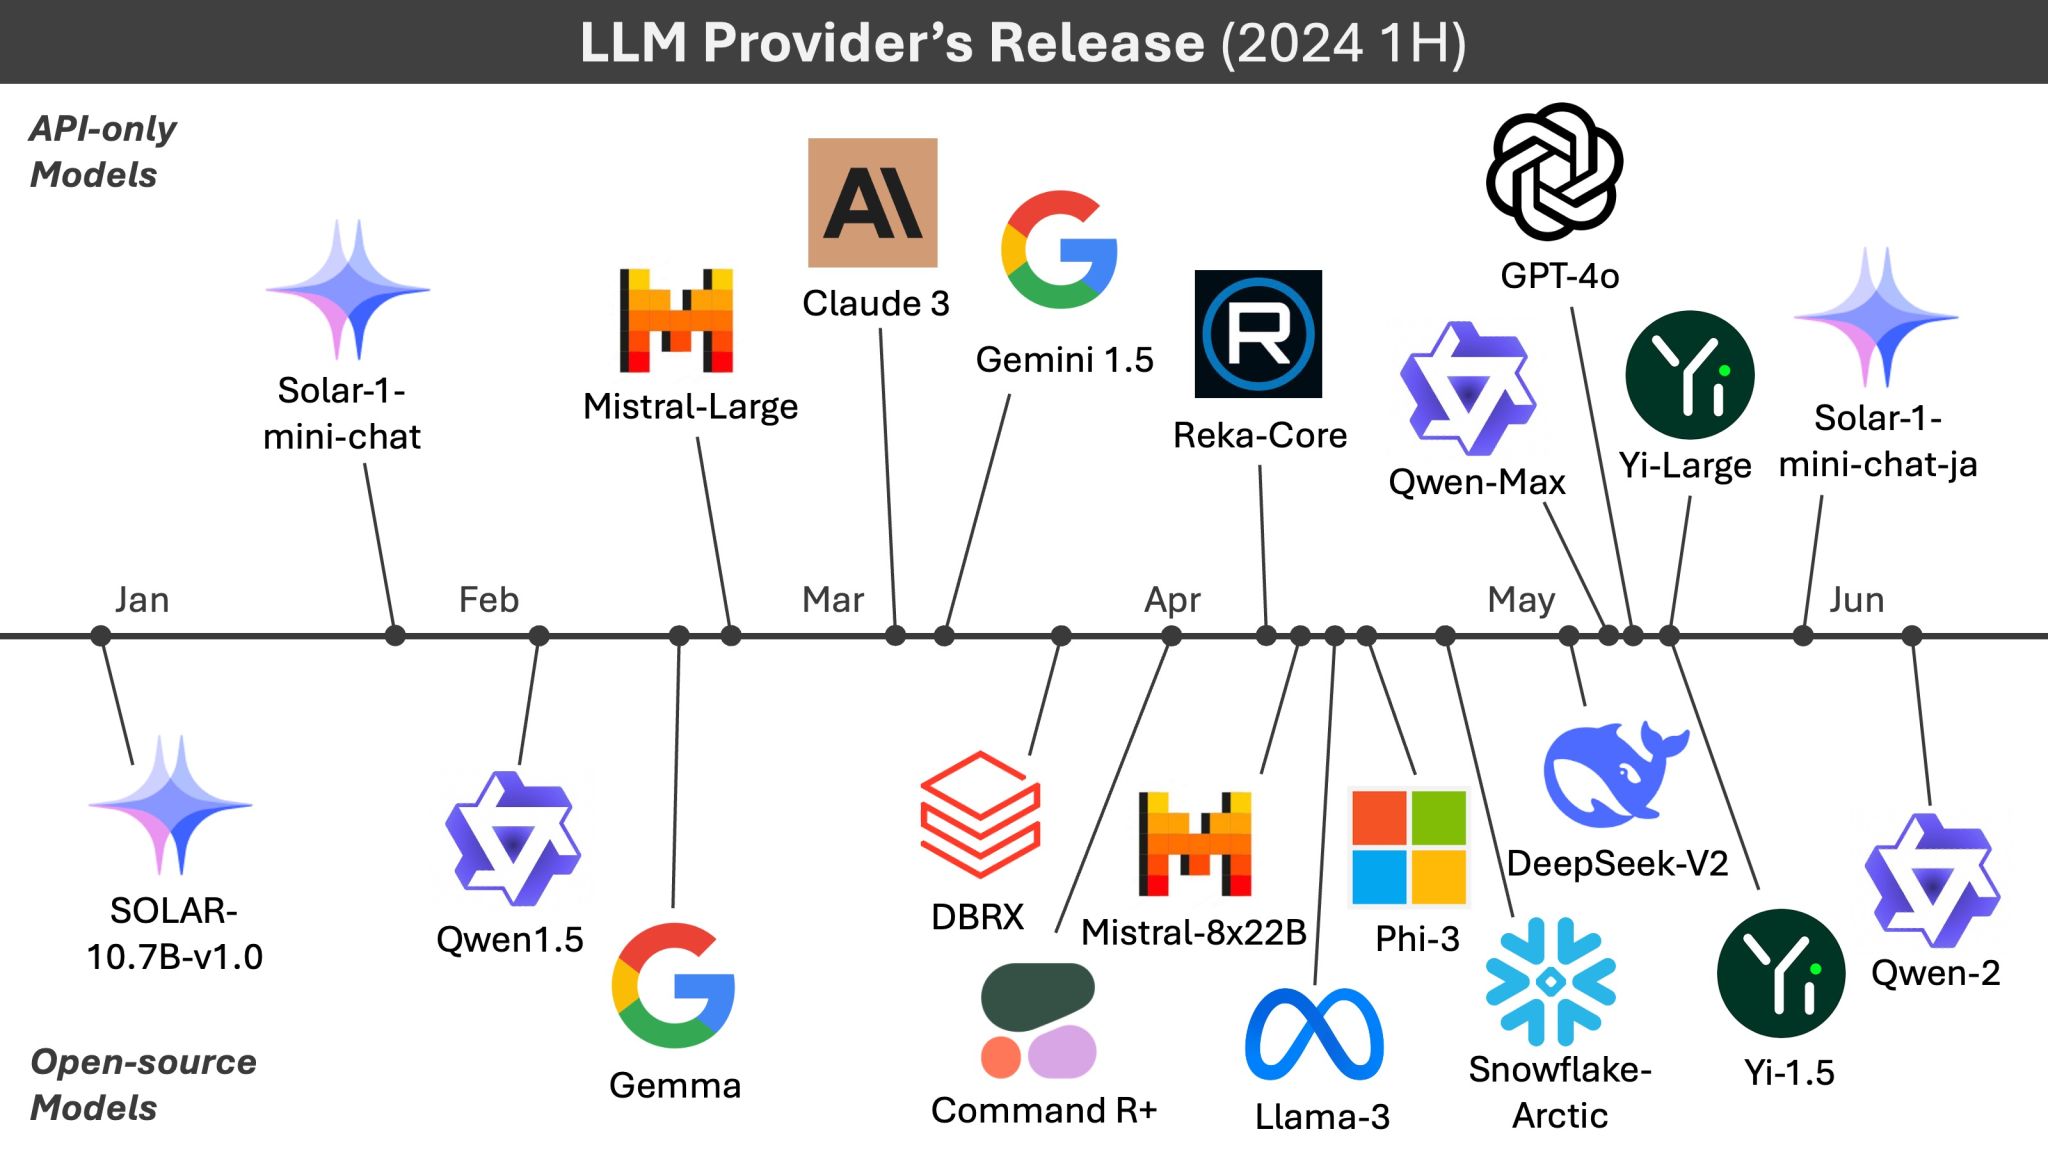 LLM Provider’s Release (2024 1H)
API-only
Models
Solar-1-
mini-chat
Mistral-Large
Claude 3
Gemini 1.5
Reka-Core
Qwen-Max
GPT-4o
Yi-Large
Solar-1-
mini-chat-ja
Jan
Feb
Mar
Apr
May
Jun
SOLAR-
10.7B-v1.0
Qwen1.5
Gemma
DBRX
Command R+
Mistral-8x22B
Llama-3
Phi-3
Snowflake-
Arctic
DeepSeek-V2
Yi-1.5
Qwen-2
Open-source
Models